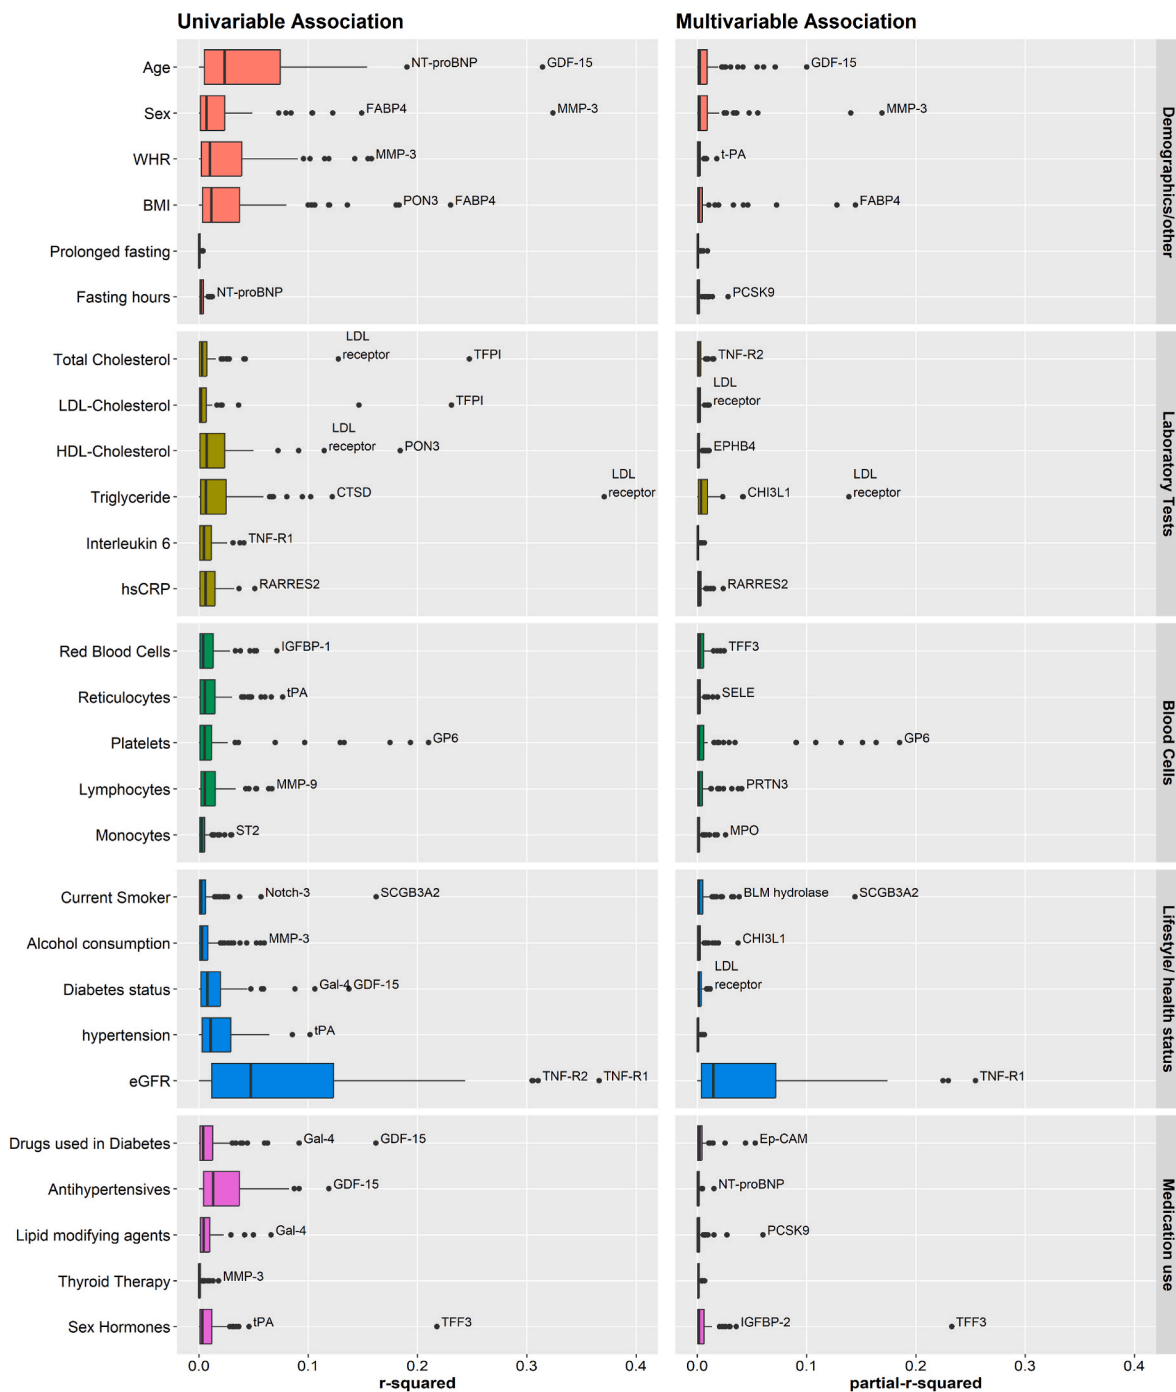 Univariable Association
Multivariable Association
Age
NT-proBNP
GDF-15
GDF-15
Sex
FABP4
MMP-3
MMP-3
WHR
MMP-3
t-PA
BMI
PON3
FABP4
FABP4
Prolonged fasting
Fasting hours
NT-proBNP
PCSK9
Demographics/other
Total Cholesterol
LDL
receptor
TFPI
TNF-R2
LDL-Cholesterol
TFPI
LDL
receptor
HDL-Cholesterol
LDL
receptor
PON3
EPHB4
Triglyceride
CTSD
LDL
receptor
CHI3L1
LDL
receptor
Interleukin 6
TNF-R1
hsCRP
RARRES2
RARRES2
Laboratory Tests
Red Blood Cells
IGFBP-1
TFF3
Reticulocytes
tPA
SELE
Platelets
GP6
GP6
Lymphocytes
MMP-9
PRTN3
Monocytes
ST2
MPO
Blood Cells
Current Smoker
Notch-3
SCGB3A2
BLM hydrolase
SCGB3A2
Alcohol consumption
MMP-3
CHI3L1
Diabetes status
Gal-4
GDF-15
LDL
receptor
hypertension
tPA
eGFR
TNF-R2
TNF-R1
TNF-R1
Lifestyle/ health status
Drugs used in Diabetes
Gal-4
GDF-15
Ep-CAM
Antihypertensives
GDF-15
NT-proBNP
Lipid modifying agents
Gal-4
PCSK9
Thyroid Therapy
MMP-3
Sex Hormones
tPA
TFF3
IGFBP-2
TFF3
Medication use
0.0 0.1 0.2 0.3 0.4
0.0 0.1 0.2 0.3 0.4
r-squared
partial-r-squared